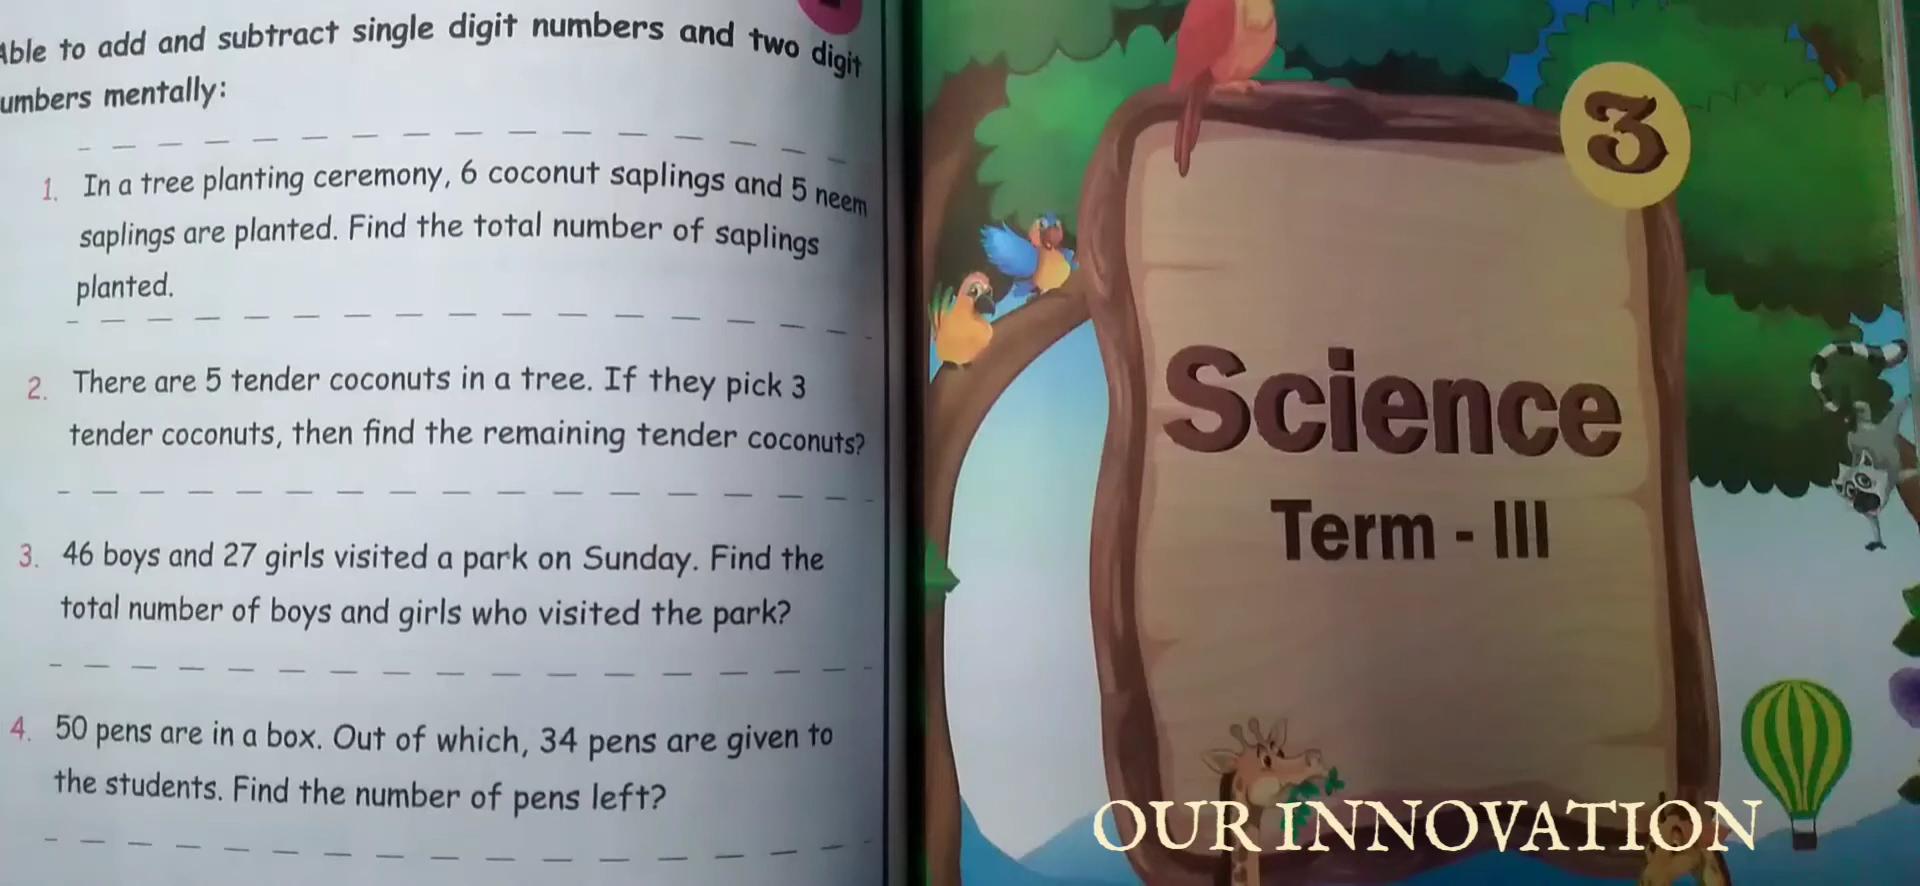 Able to add and subtract single digit numbers and two digit
umbers mentally:
1. In a tree planting ceremony, 6 coconut saplings and 5 neem
saplings are planted. Find the total number of saplings
planted.
2. There are 5 tender coconuts in a tree. If they pick 3
tender coconuts, then find the remaining tender coconuts?
3. 46 boys and 27 girls visited a park on Sunday. Find the
total number of boys and girls who visited the park?
4. 50 pens are in a box. Out of which, 34 pens are given to
the students. Find the number of pens left?
3
Science
Term - III
OUR INNOVATION